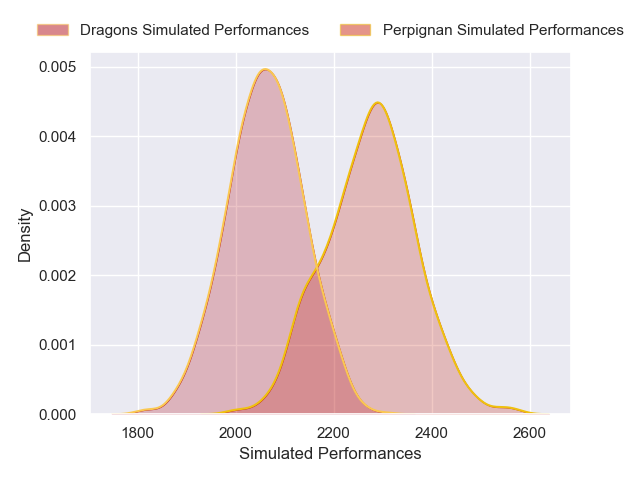 Dragons Simulated Performances Perpignan Simulated Performances
0.005
0.004
0.003
0.002
0.001
0.000
Density
1800 2000 2200 2400 2600
Simulated Performances